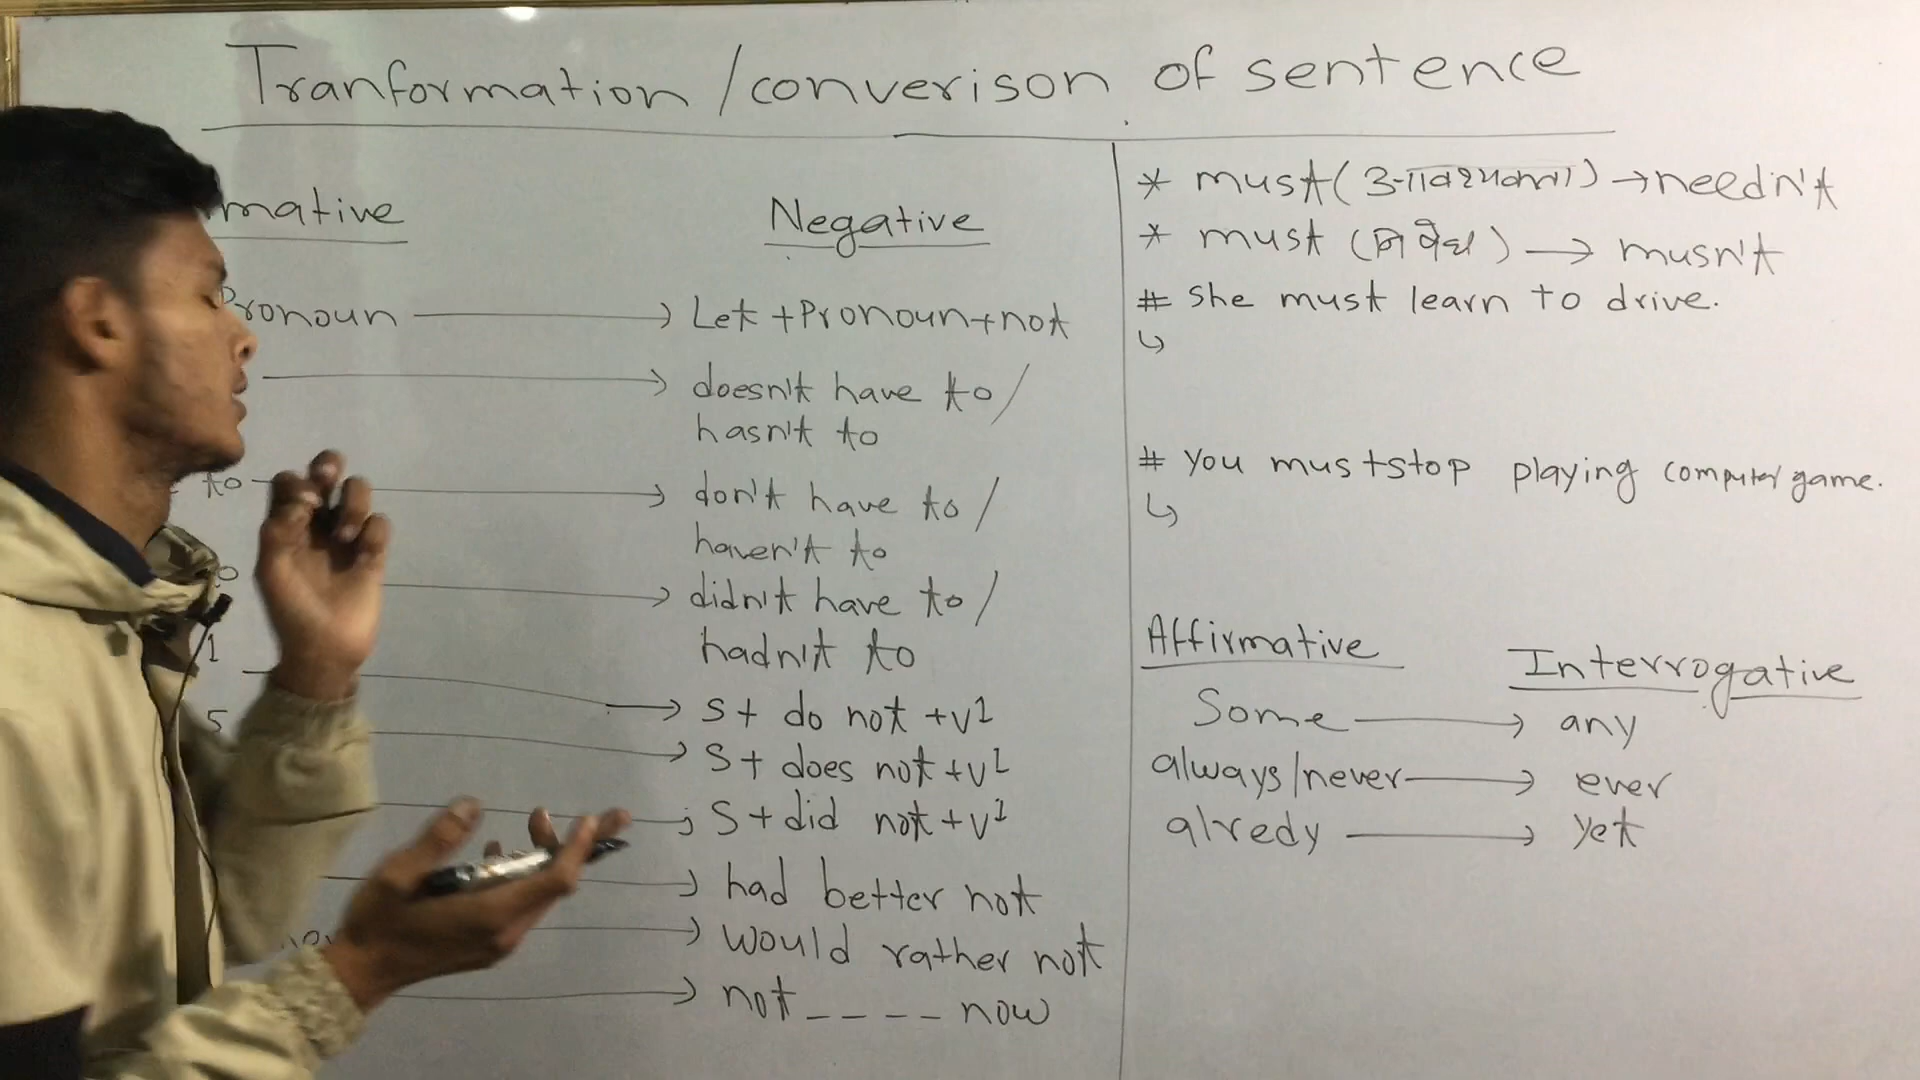 Tranformation / converison of sentence
mative
Negative
Pronoun → Let + Pronoun + not
→ doesn't have to /
hasn't to
to → don't have to /
haven't to
→ didn't have to /
hadn't to
1 → S + do not + v1
5 → S + does not + v1
→ S + did not + v1
→ had better not
→ would rather not
→ not _ _ _ _ now
* must (आवश्यकता) → needn't
* must (निषेध) → musn't
# She must learn to drive.
↳
# You must stop playing computer game.
↳
Affirmative Interrogative
Some → any
always/never → ever
alredy → yet